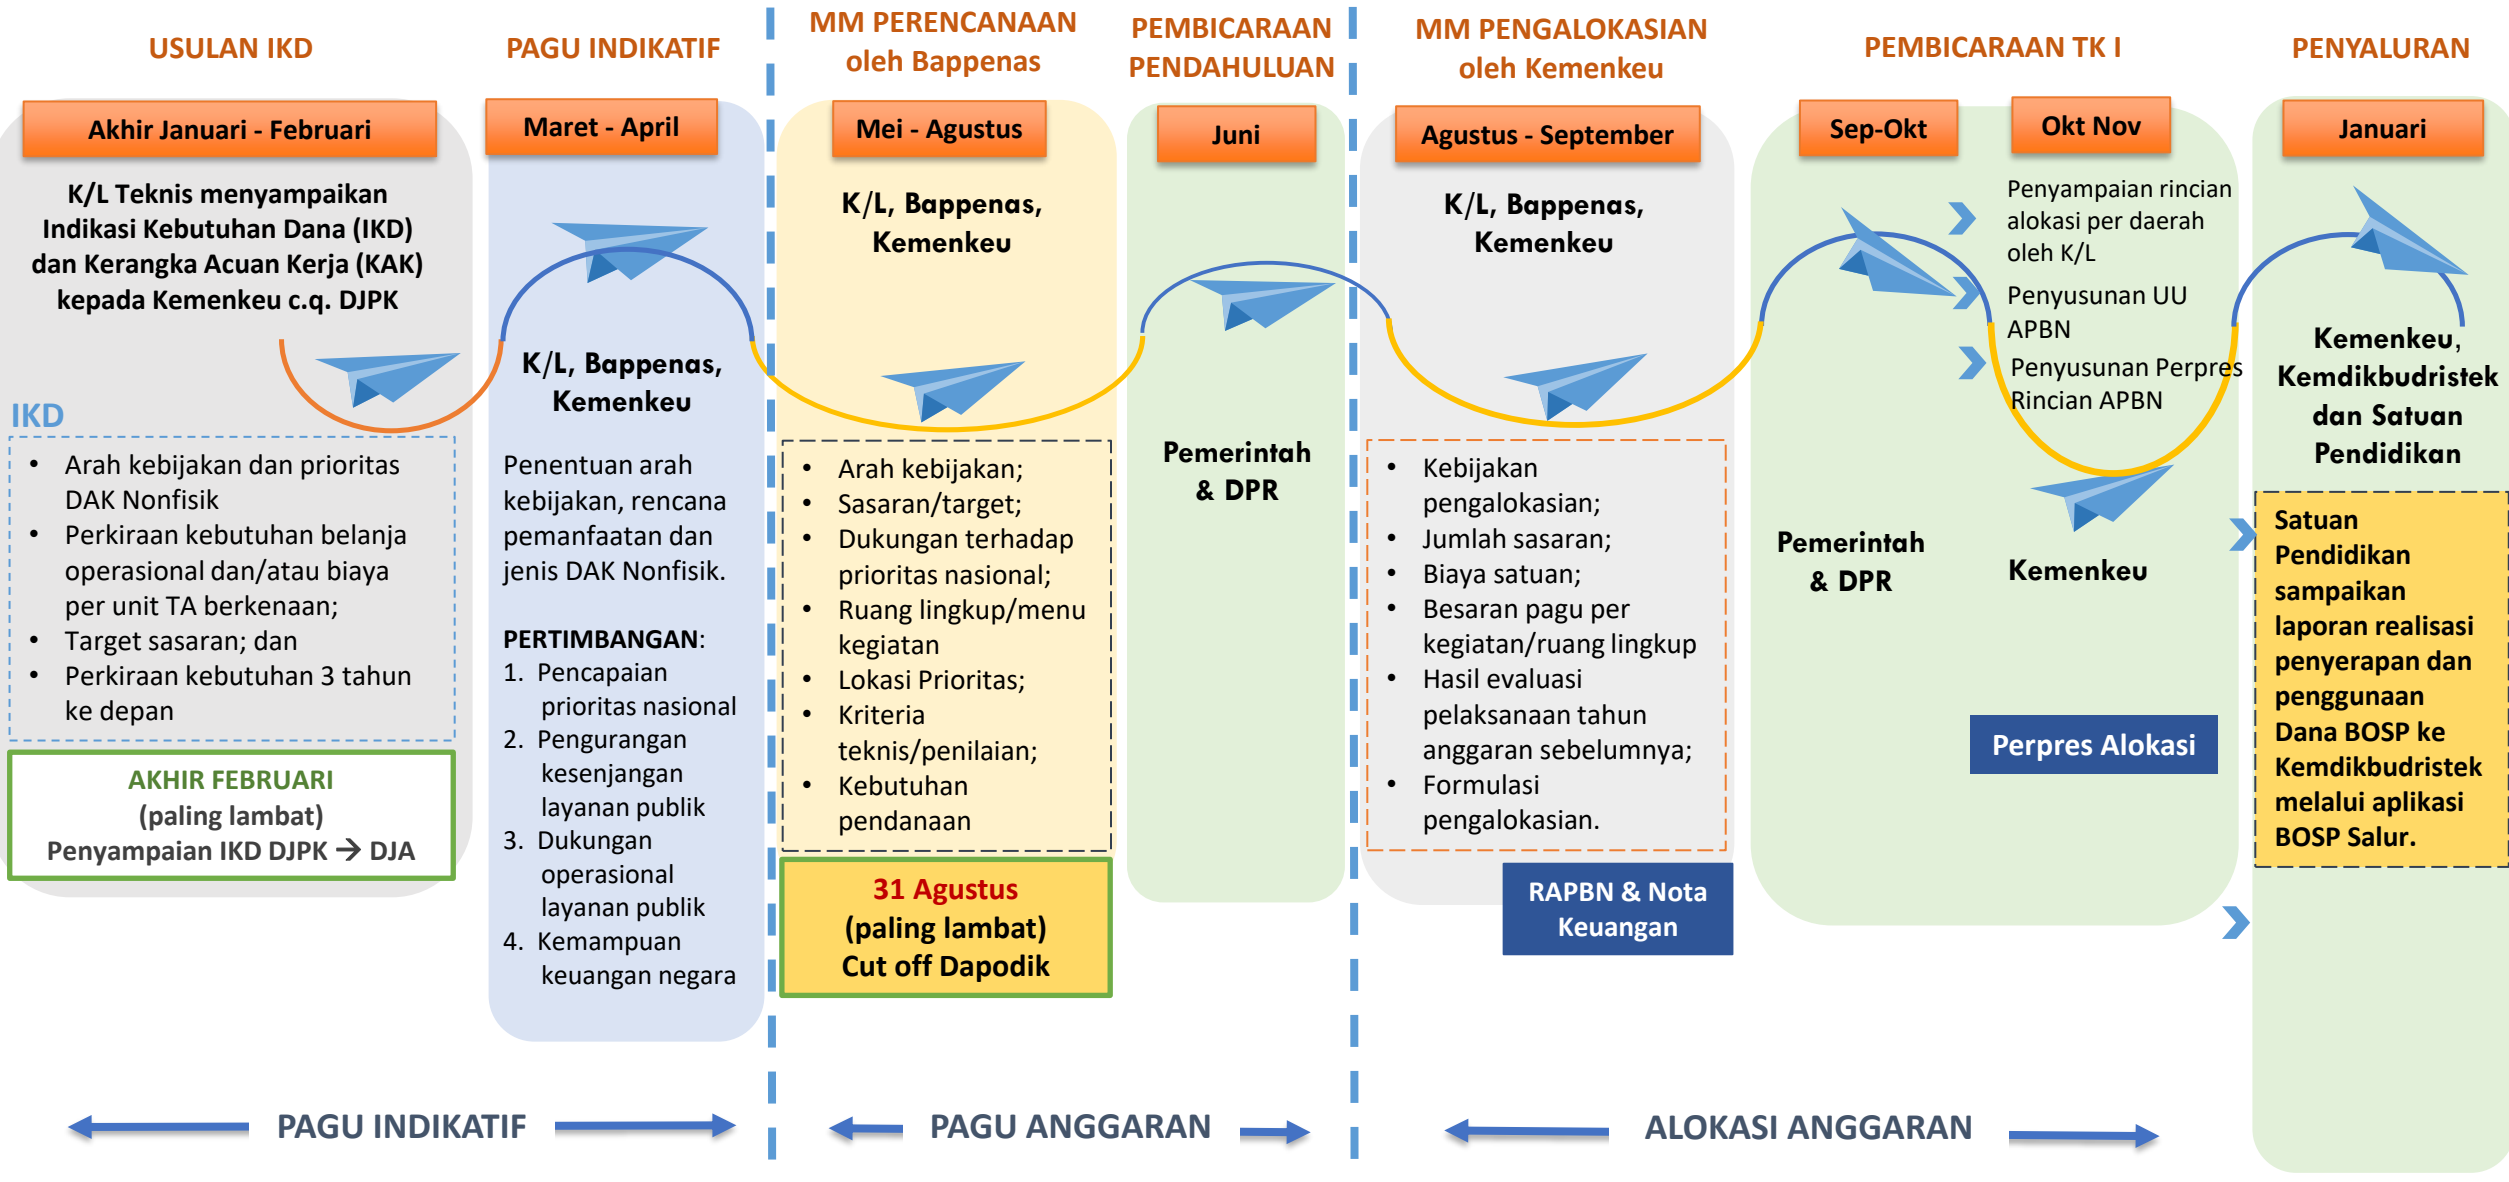 USULAN IKD
Akhir Januari - Februari
K/L Teknis menyampaikan
Indikasi Kebutuhan Dana (IKD)
dan Kerangka Acuan Kerja (KAK)
kepada Kemenkeu c.q. DJPK
IKD
• Arah kebijakan dan prioritas
DAK Nonfisik
• Perkiraan kebutuhan belanja
operasional dan/atau biaya
per unit TA berkenaan;
• Target sasaran; dan
• Perkiraan kebutuhan 3 tahun
ke depan
AKHIR FEBRUARI
(paling lambat)
Penyampaian IKD DJPK → DJA
PAGU INDIKATIF
Maret - April
K/L, Bappenas,
Kemenkeu
Penentuan arah
kebijakan, rencana
pemanfaatan dan
jenis DAK Nonfisik.
PERTIMBANGAN:
1. Pencapaian
prioritas nasional
2. Pengurangan
kesenjangan
layanan publik
3. Dukungan
operasional
layanan publik
4. Kemampuan
keuangan negara
MM PERENCANAAN
oleh Bappenas
Mei - Agustus
K/L, Bappenas,
Kemenkeu
• Arah kebijakan;
• Sasaran/target;
• Dukungan terhadap
prioritas nasional;
• Ruang lingkup/menu
kegiatan
• Lokasi Prioritas;
• Kriteria
teknis/penilaian;
• Kebutuhan
pendanaan
31 Agustus
(paling lambat)
Cut off Dapodik
PEMBICARAAN
PENDAHULUAN
Juni
Pemerintah
& DPR
MM PENGALOKASIAN
oleh Kemenkeu
Agustus - September
K/L, Bappenas,
Kemenkeu
• Kebijakan
pengalokasian;
• Jumlah sasaran;
• Biaya satuan;
• Besaran pagu per
kegiatan/ruang lingkup
• Hasil evaluasi
pelaksanaan tahun
anggaran sebelumnya;
• Formulasi
pengalokasian.
RAPBN & Nota
Keuangan
PEMBICARAAN TK I
Sep-Okt
Pemerintah
& DPR
Okt Nov
Penyampaian rincian
alokasi per daerah
oleh K/L
Penyusunan UU
APBN
Penyusunan Perpres
Rincian APBN
Kemenkeu
Perpres Alokasi
PENYALURAN
Januari
Kemenkeu,
Kemdikbudristek
dan Satuan
Pendidikan
Satuan
Pendidikan
sampaikan
laporan realisasi
penyerapan dan
penggunaan
Dana BOSP ke
Kemdikbudristek
melalui aplikasi
BOSP Salur.
PAGU INDIKATIF
PAGU ANGGARAN
ALOKASI ANGGARAN